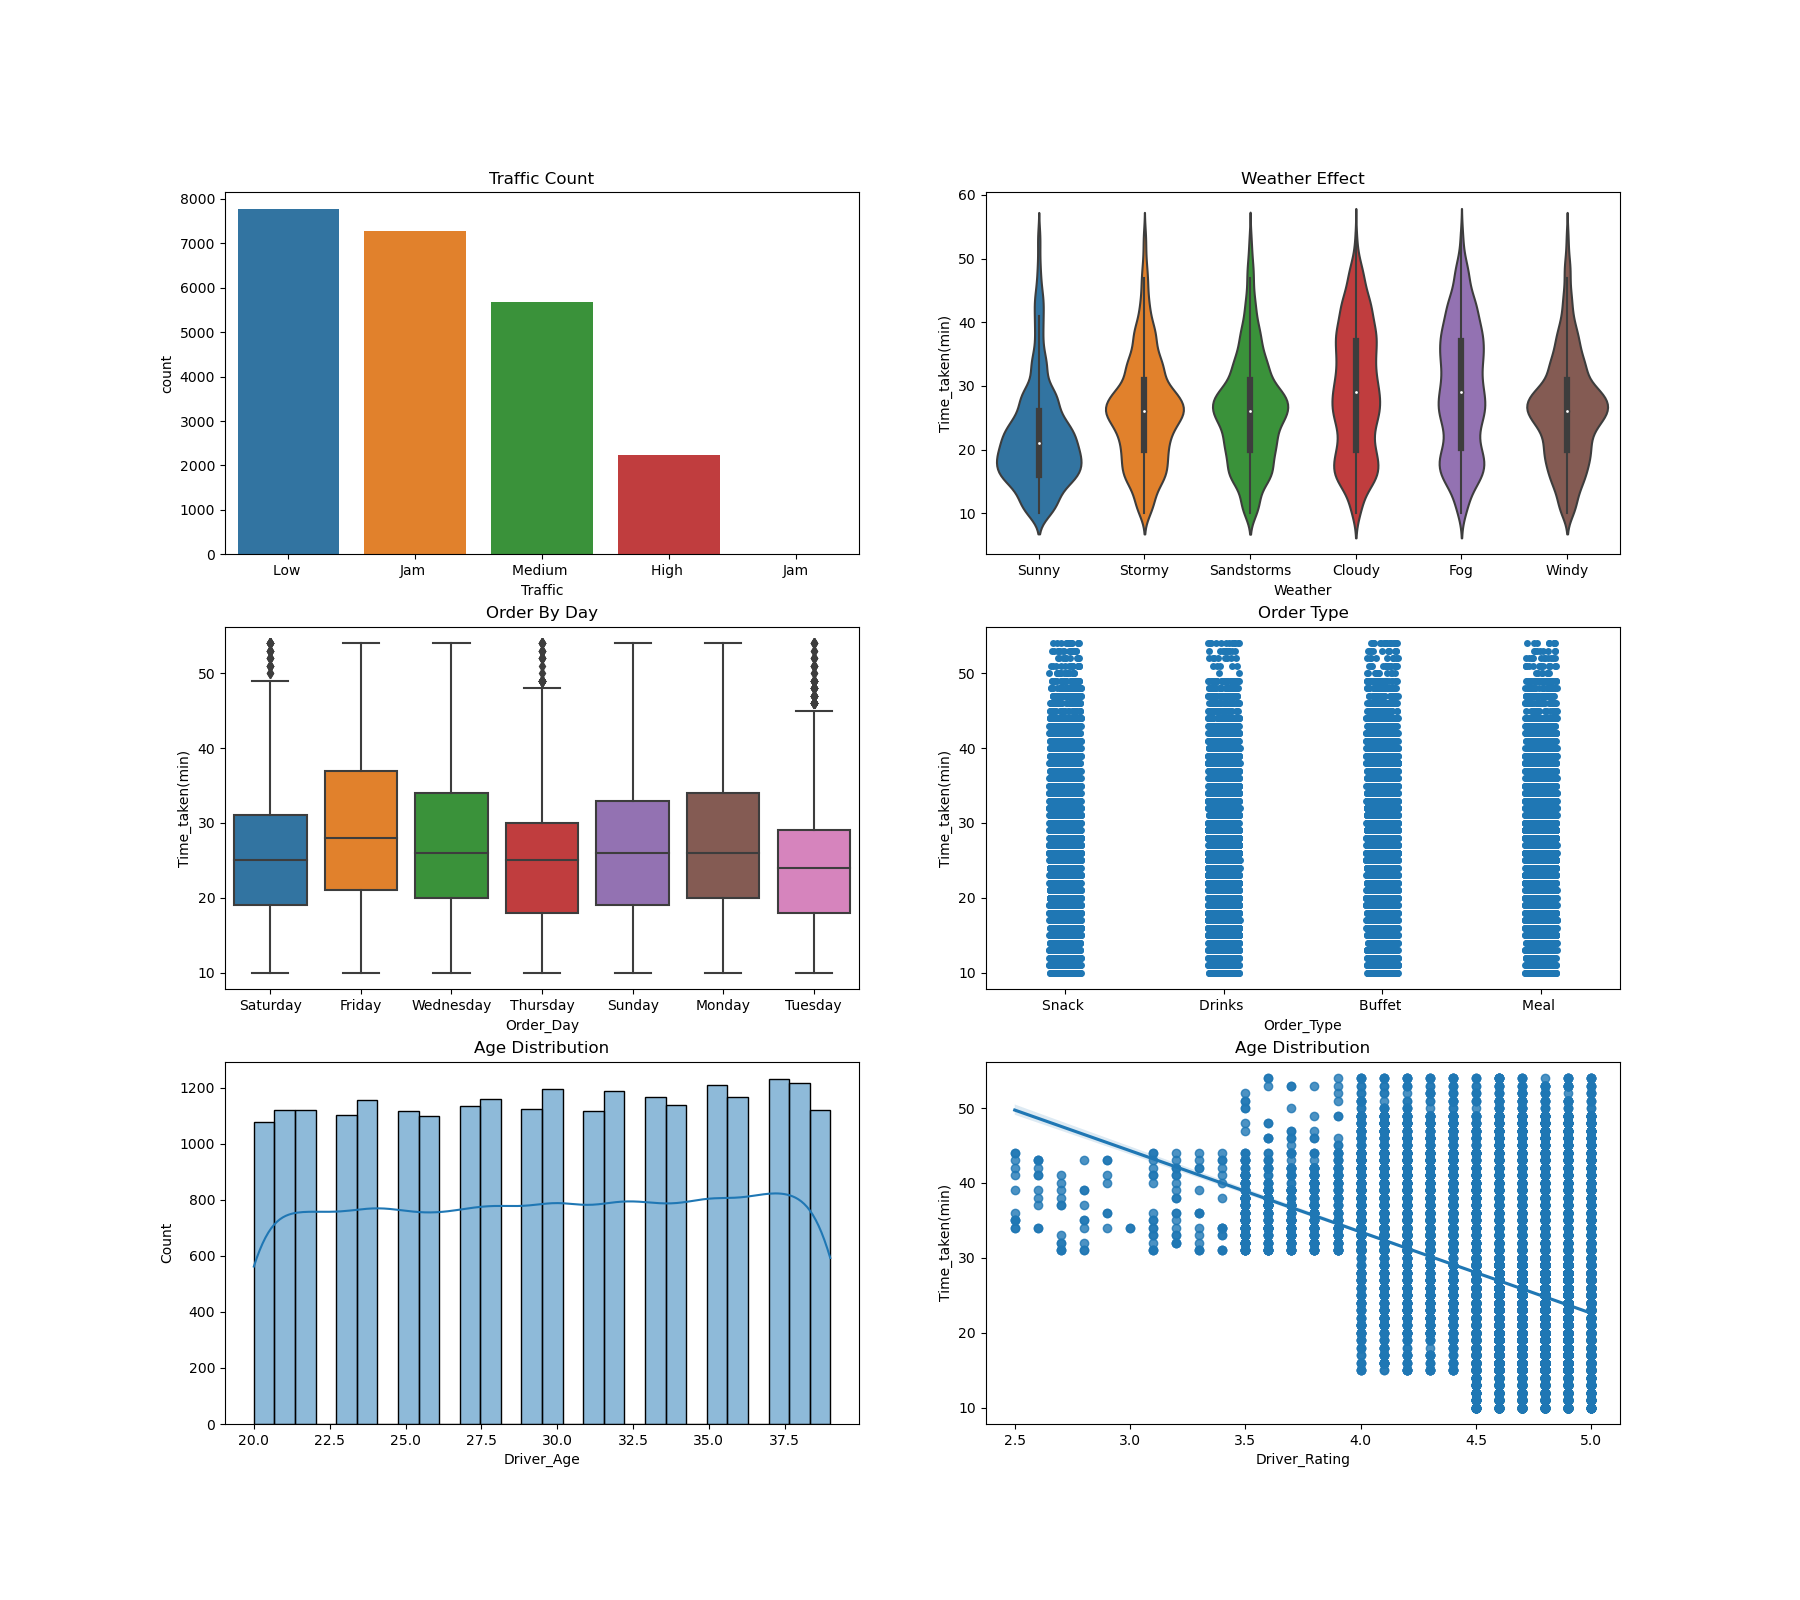 Traffic Count
8000
7000
6000
5000
4000
3000
2000
1000
0
count
Low Jam Medium High Jam
Traffic
Weather Effect
60
50
40
30
20
10
Time_taken(min)
Sunny Stormy Sandstorms Cloudy Fog Windy
Weather
Order By Day
50
40
30
20
10
Time_taken(min)
Saturday Friday Wednesday Thursday Sunday Monday Tuesday
Order_Day
Order Type
50
40
30
20
10
Time_taken(min)
Snack Drinks Buffet Meal
Order_Type
Age Distribution
1200
1000
800
600
400
200
0
Count
20.0 22.5 25.0 27.5 30.0 32.5 35.0 37.5
Driver_Age
Age Distribution
50
40
30
20
10
Time_taken(min)
2.5 3.0 3.5 4.0 4.5 5.0
Driver_Rating